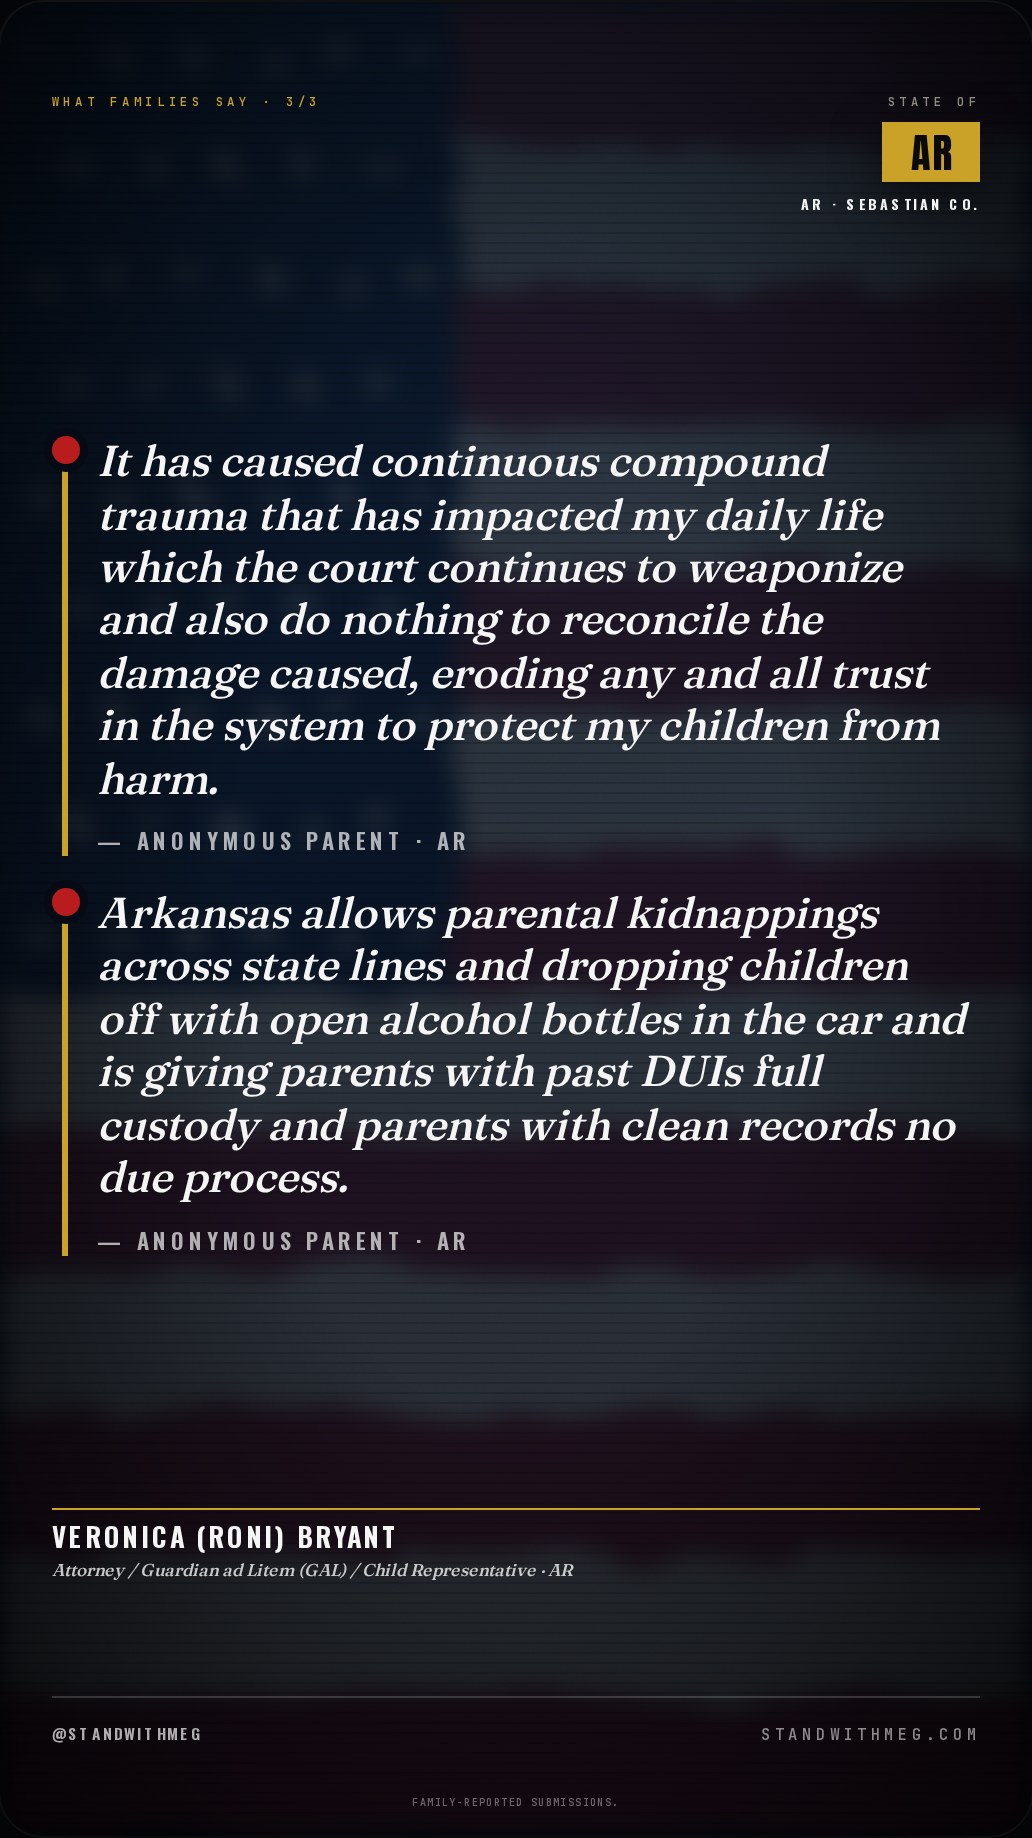 WHAT FAMILIES SAY · 3/3
STATE OF
AR
AR · SEBASTIAN CO.
It has caused continuous compound
trauma that has impacted my daily life
which the court continues to weaponize
and also do nothing to reconcile the
damage caused, eroding any and all trust
in the system to protect my children from
harm.
— ANONYMOUS PARENT · AR
Arkansas allows parental kidnappings
across state lines and dropping children
off with open alcohol bottles in the car and
is giving parents with past DUIs full
custody and parents with clean records no
due process.
— ANONYMOUS PARENT · AR
VERONICA (RONI) BRYANT
Attorney / Guardian ad Litem (GAL) / Child Representative · AR
@STANDWITHMEG
STANDWITHMEG.COM
FAMILY-REPORTED SUBMISSIONS.